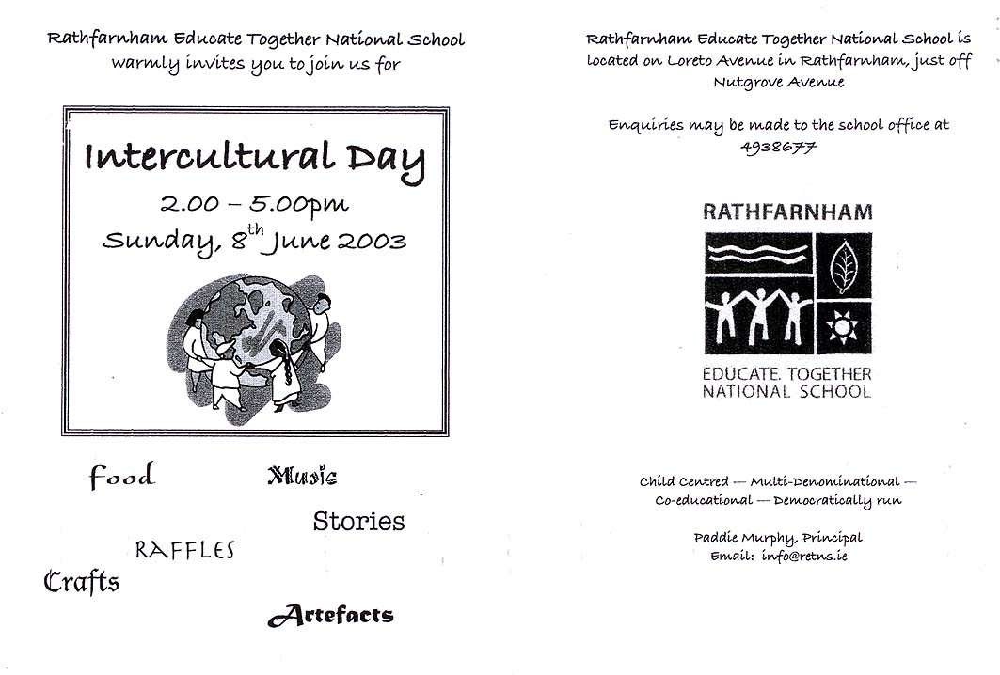 Rathfarnham Educate Together National School
warmly invites you to join us for
Intercultural Day
2.00 – 5.00pm
Sunday, 8th June 2003
Food
Music
Stories
RAFFLES
Crafts
Artefacts
Rathfarnham Educate Together National School is
located on Loreto Avenue in Rathfarnham, just off
Nutgrove Avenue
Enquiries may be made to the school office at
4938677
RATHFARNHAM
EDUCATE TOGETHER
NATIONAL SCHOOL
Child Centred — Multi-Denominational —
Co-educational — Democratically run
Paddie Murphy, Principal
Email: info@retns.ie